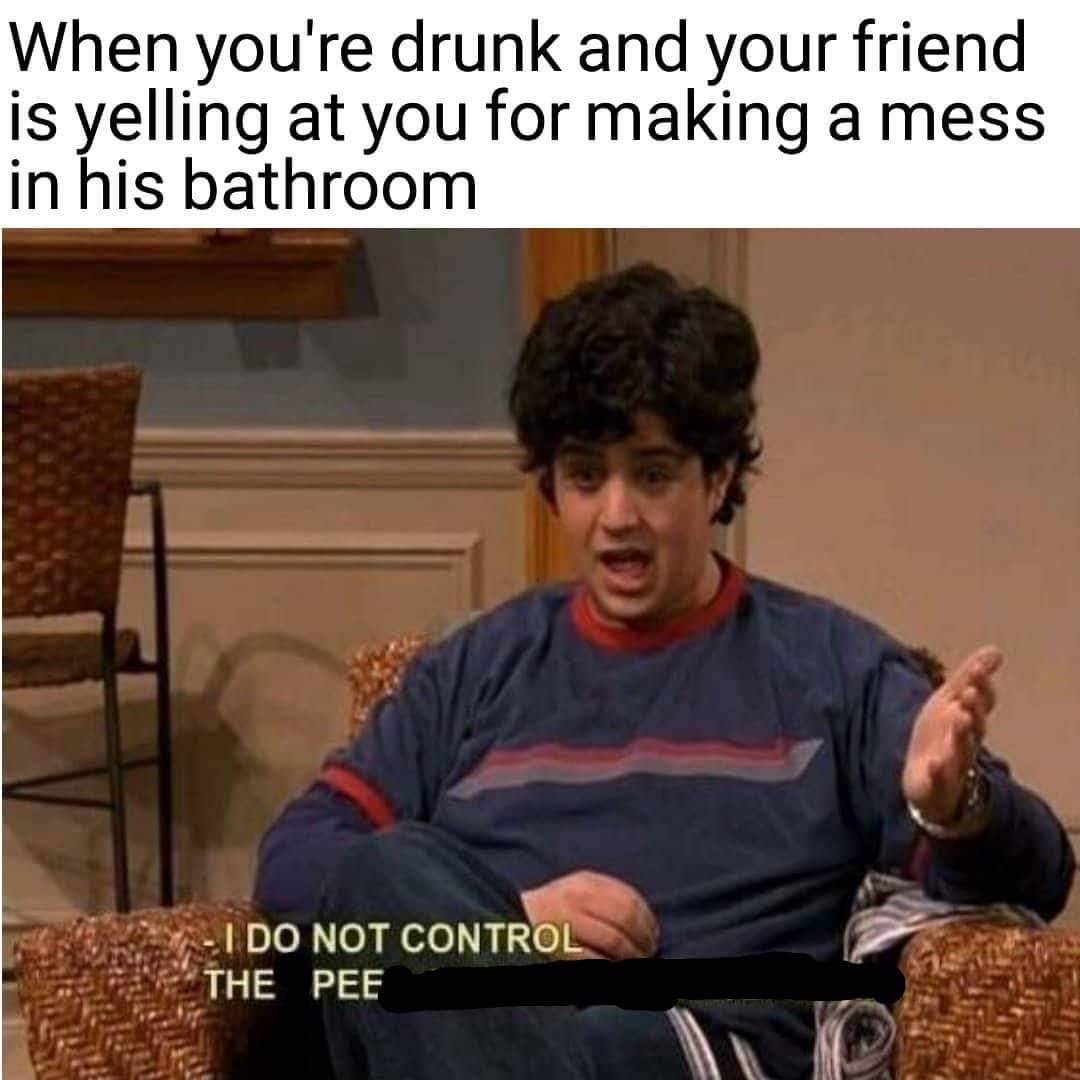 When you're drunk and your friend
is yelling at you for making a mess
in his bathroom
-I DO NOT CONTROL
THE PEE